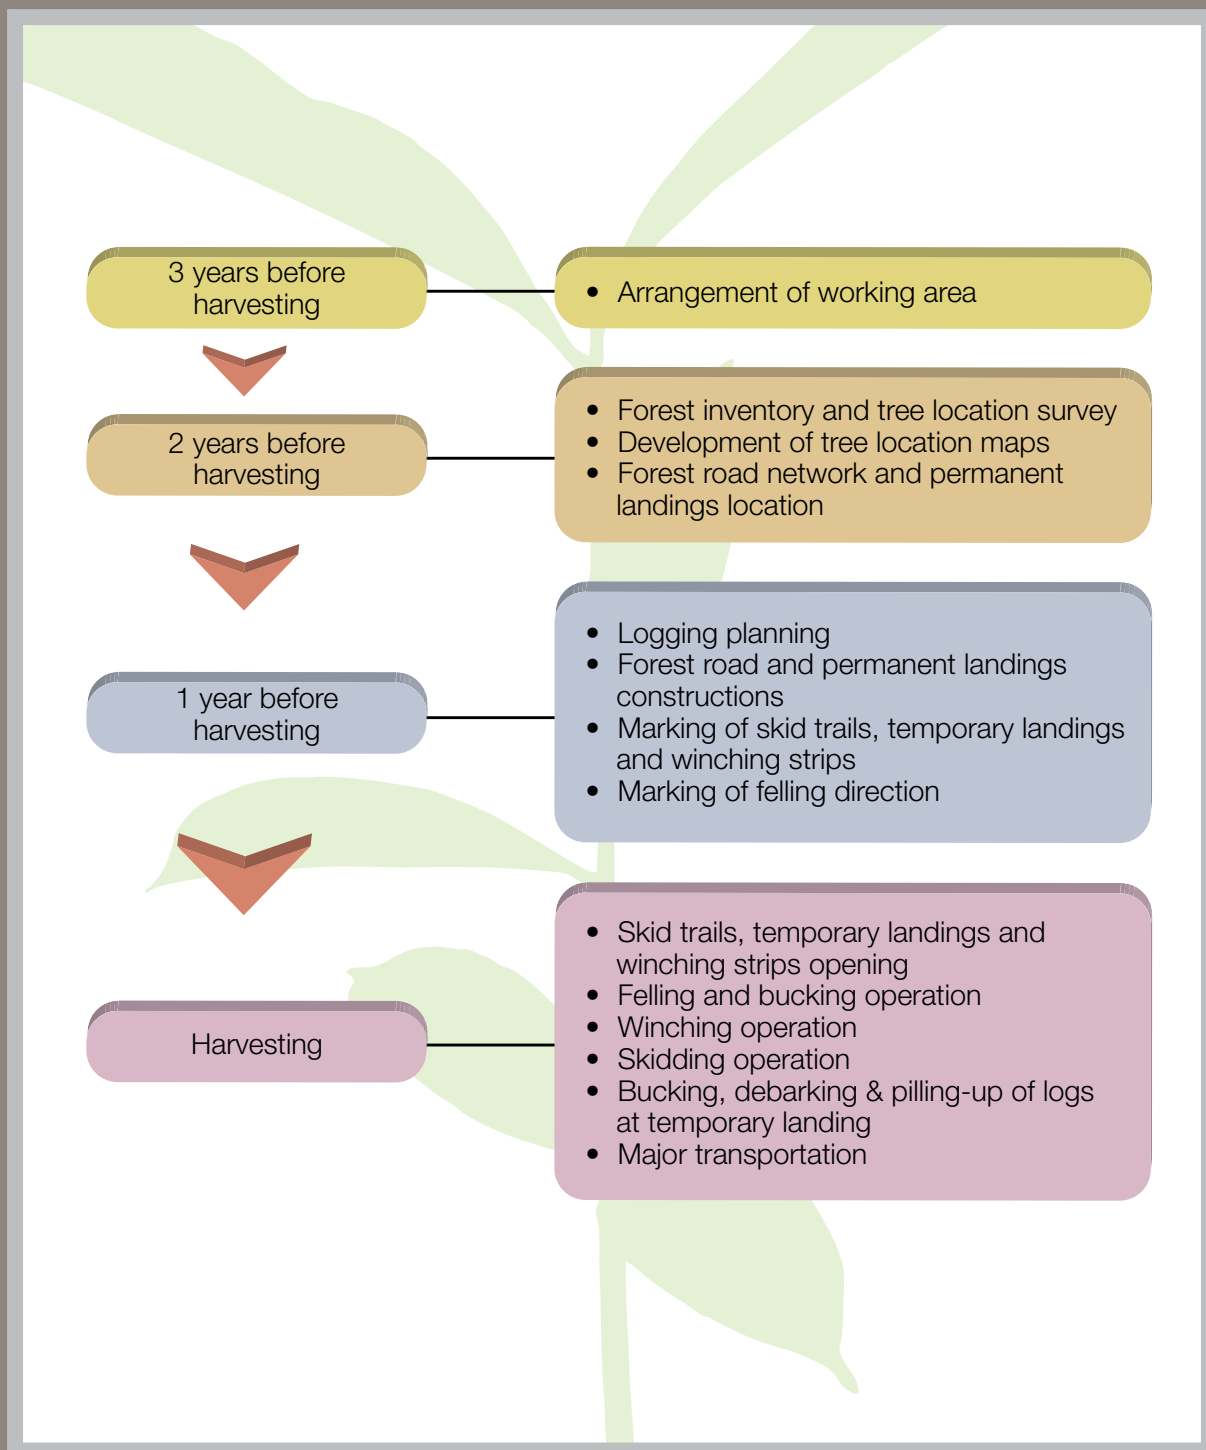 3 years before
harvesting
• Arrangement of working area
2 years before
harvesting
• Forest inventory and tree location survey
• Development of tree location maps
• Forest road network and permanent
landings location
1 year before
harvesting
• Logging planning
• Forest road and permanent landings
constructions
• Marking of skid trails, temporary landings
and winching strips
• Marking of felling direction
Harvesting
• Skid trails, temporary landings and
winching strips opening
• Felling and bucking operation
• Winching operation
• Skidding operation
• Bucking, debarking & pilling-up of logs
at temporary landing
• Major transportation